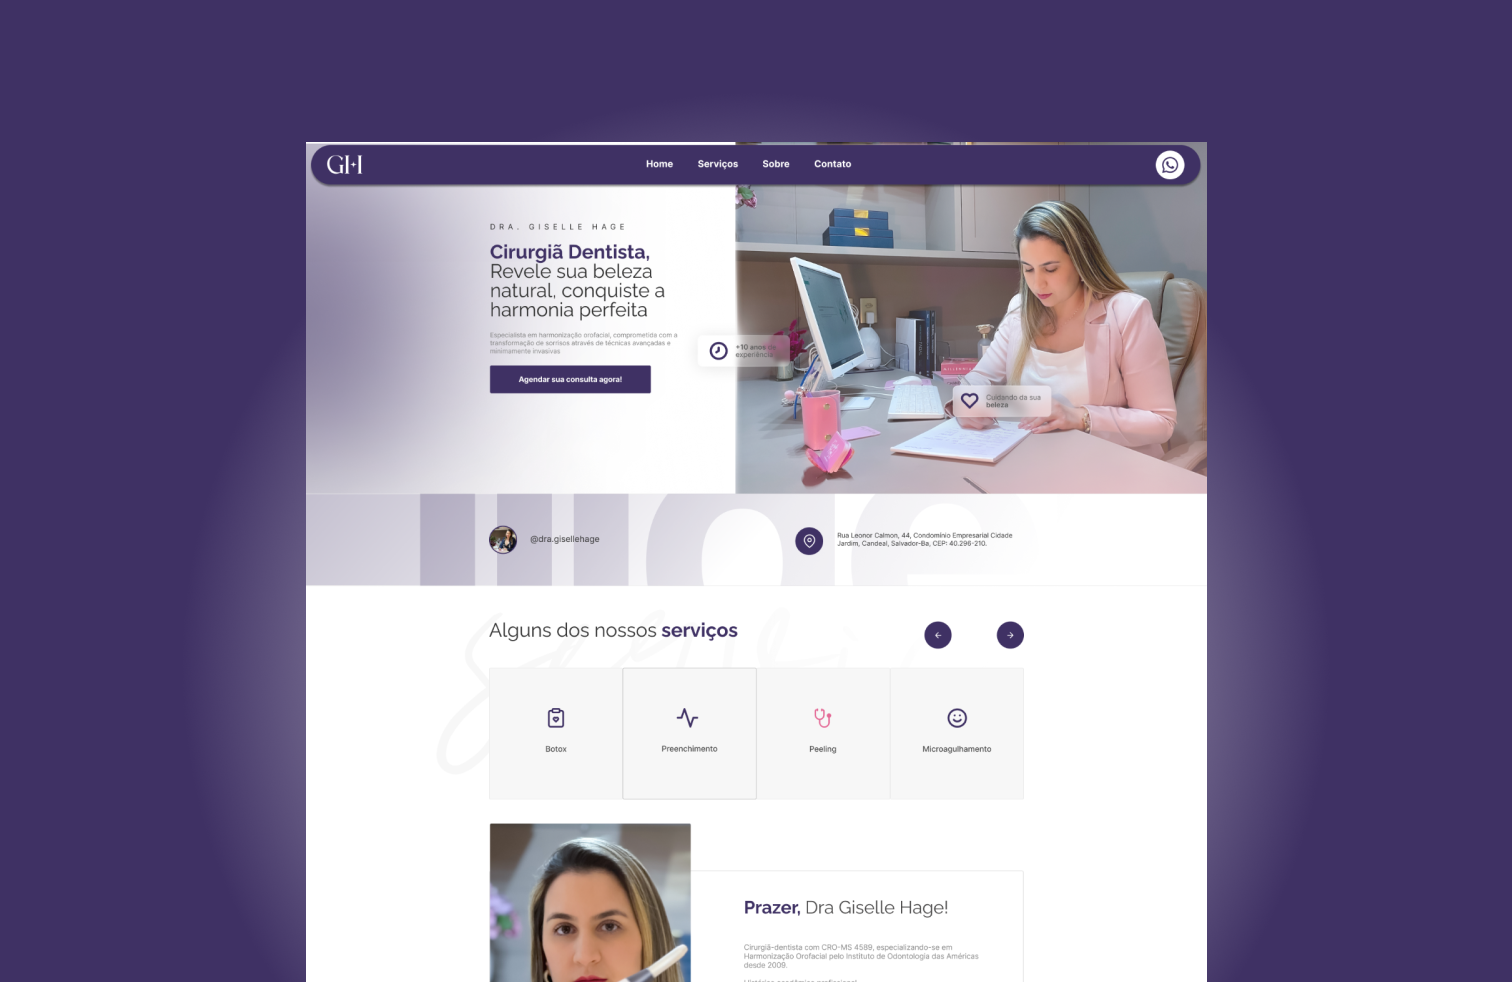 GH
Home
Serviços
Sobre
Contato
DRA. GISELLE HAGE
Cirurgiã Dentista,
Revele sua beleza
natural, conquiste a
harmonia perfeita
Especialista em harmonização orofacial, comprometida com a
transformação de sorrisos através de técnicas avançadas e
minimamente invasivas
Agendar sua consulta agora!
+10 anos de
experiência
MILLENNIA
Cuidando da sua
beleza
@dra.gisellehage
Rua Leonor Calmon, 44, Condomínio Empresarial Cidade
Jardim, Candeal, Salvador-Ba, CEP: 40.296-210.
Alguns dos nossos serviços
Botox
Preenchimento
Peeling
Microagulhamento
Prazer, Dra Giselle Hage!
Cirurgiã-dentista com CRO-MS 4589, especializando-se em
Harmonização Orofacial pelo Instituto de Odontologia das Américas
desde 2009.